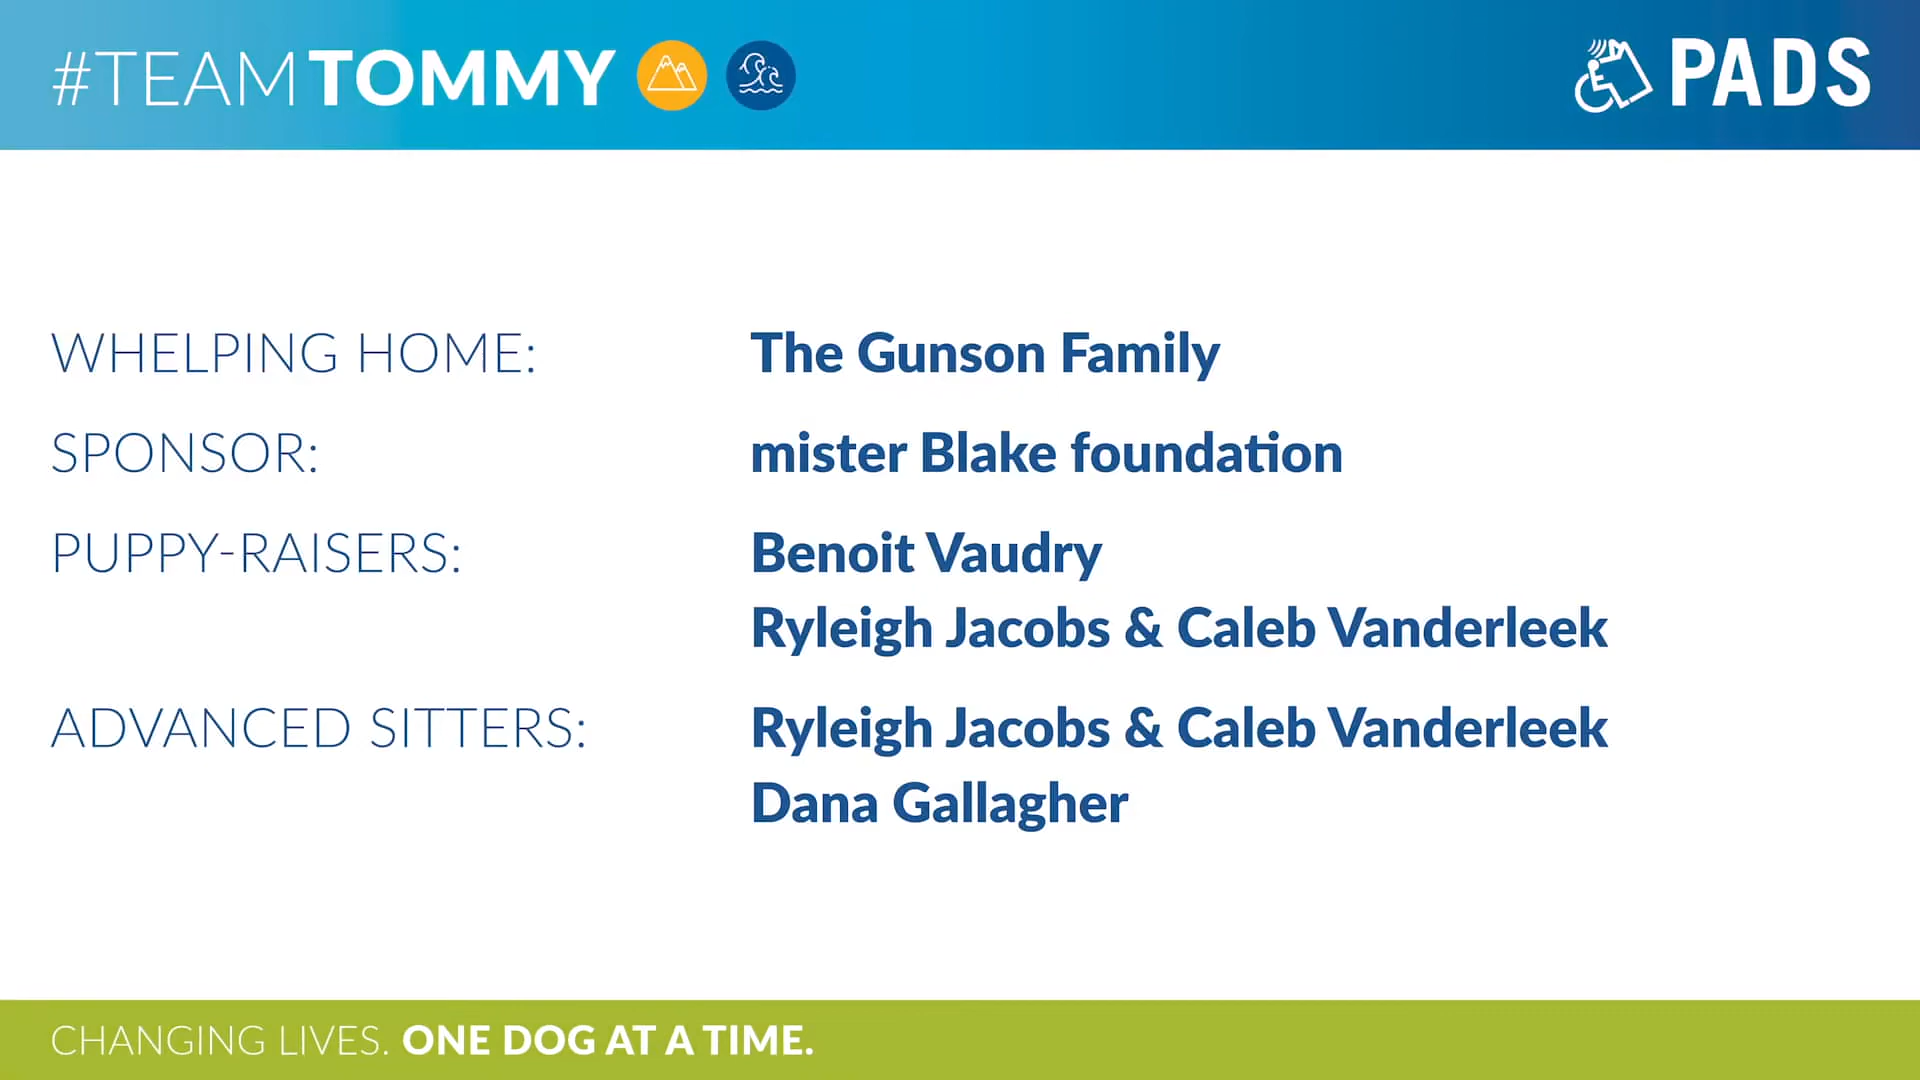 #TEAMTOMMY
PADS
WHELPING HOME: The Gunson Family
SPONSOR: mister Blake foundation
PUPPY-RAISERS: Benoit Vaudry
Ryleigh Jacobs & Caleb Vanderleek
ADVANCED SITTERS: Ryleigh Jacobs & Caleb Vanderleek
Dana Gallagher
CHANGING LIVES. ONE DOG AT A TIME.